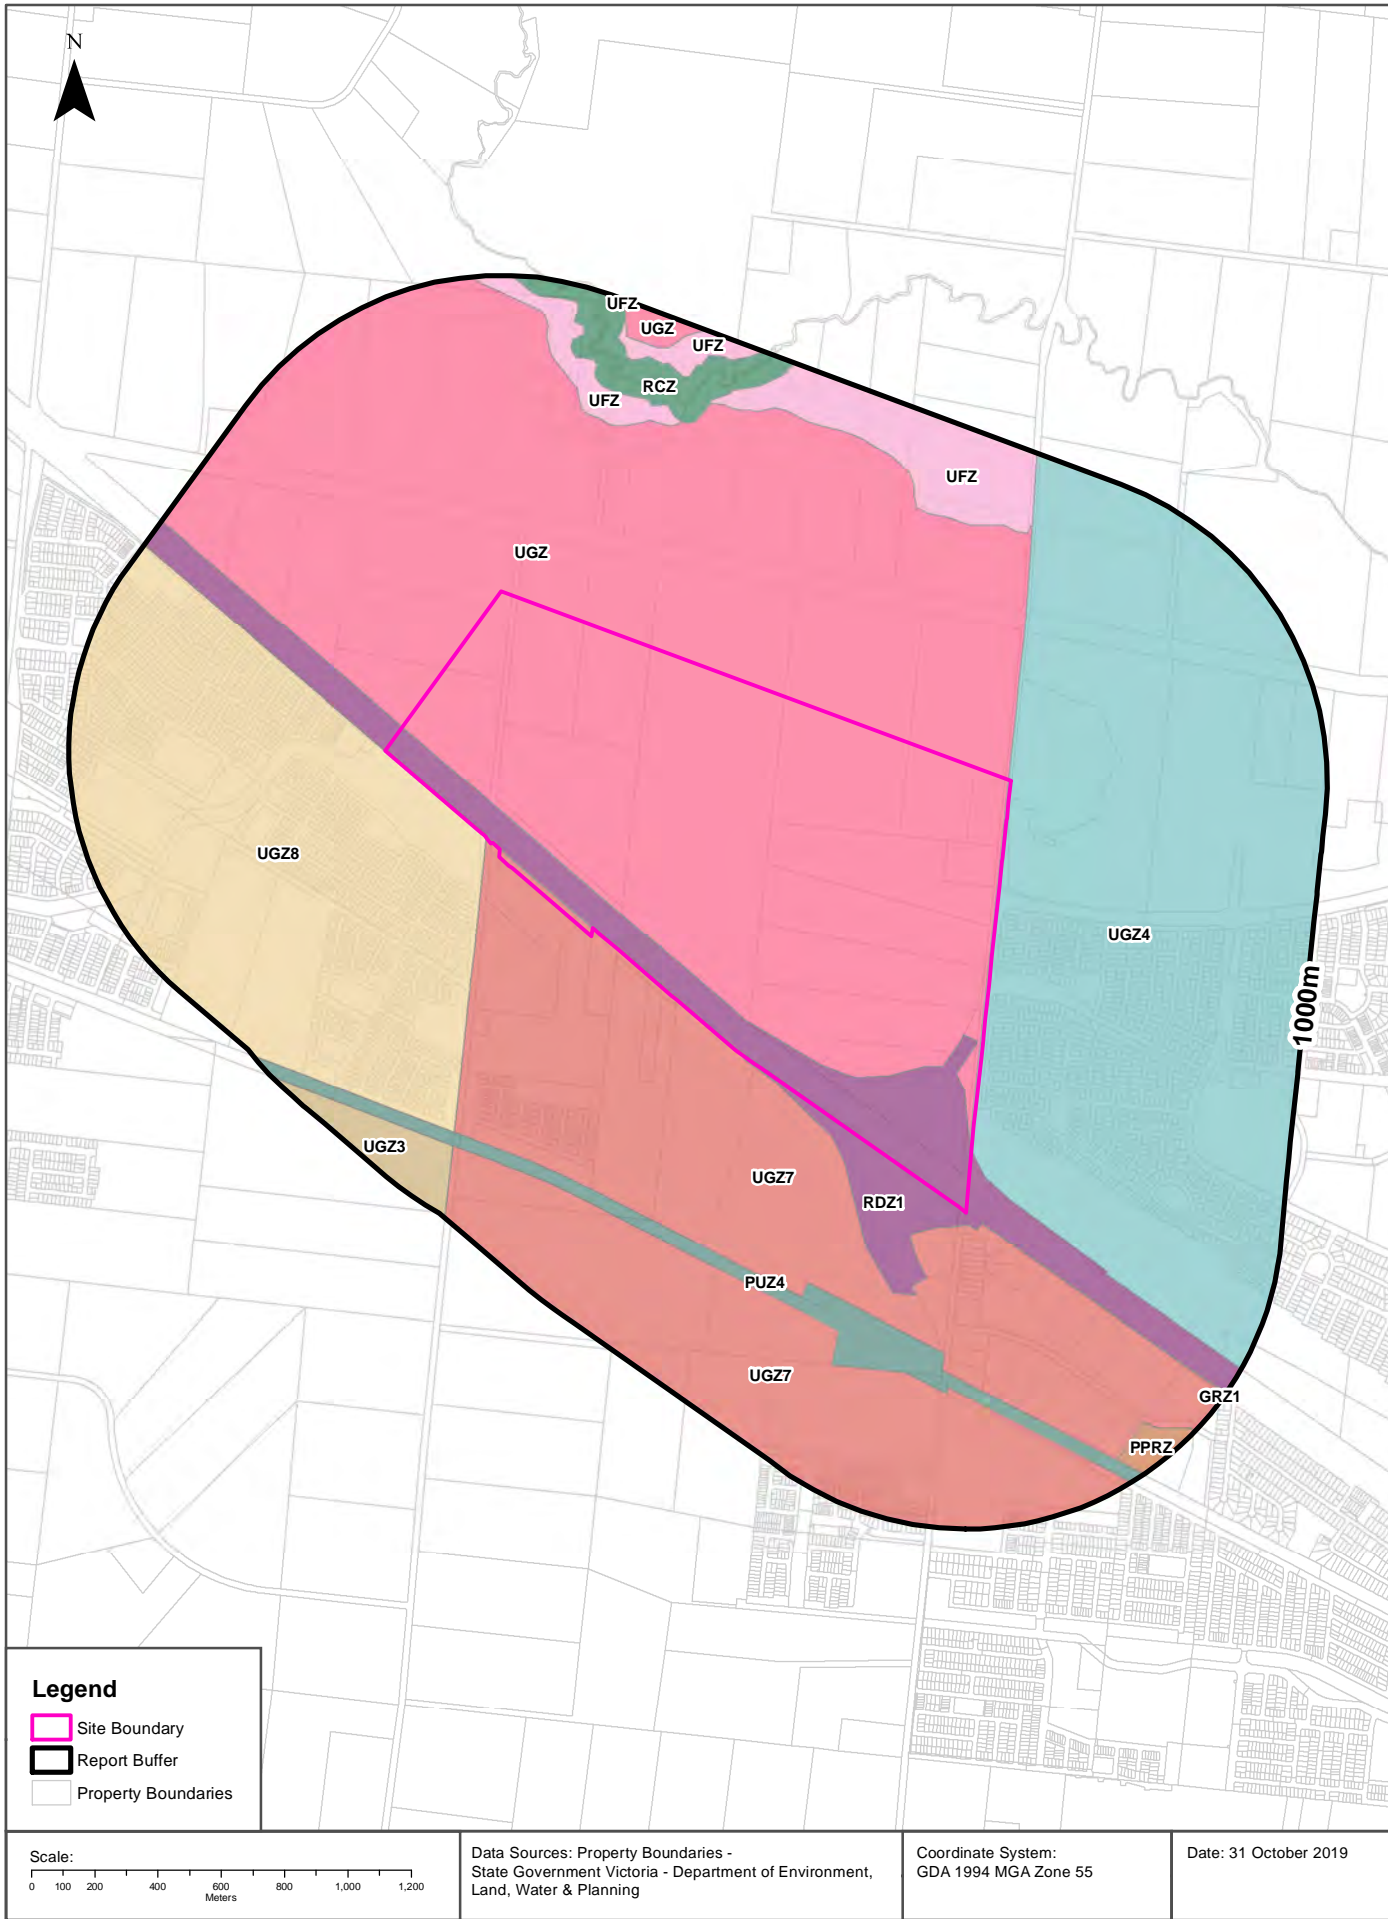 N
UFZ
UGZ
UFZ
RCZ
UFZ
UFZ
UGZ
UGZ8
UGZ4
1000m
UGZ3
UGZ7
RDZ1
PUZ4
UGZ7
GRZ1
PPRZ
Legend
Site Boundary
Report Buffer
Property Boundaries
Scale:
0 100 200 400 600 800 1,000 1,200
Meters
Data Sources: Property Boundaries -
State Government Victoria - Department of Environment,
Land, Water & Planning
Coordinate System:
GDA 1994 MGA Zone 55
Date: 31 October 2019